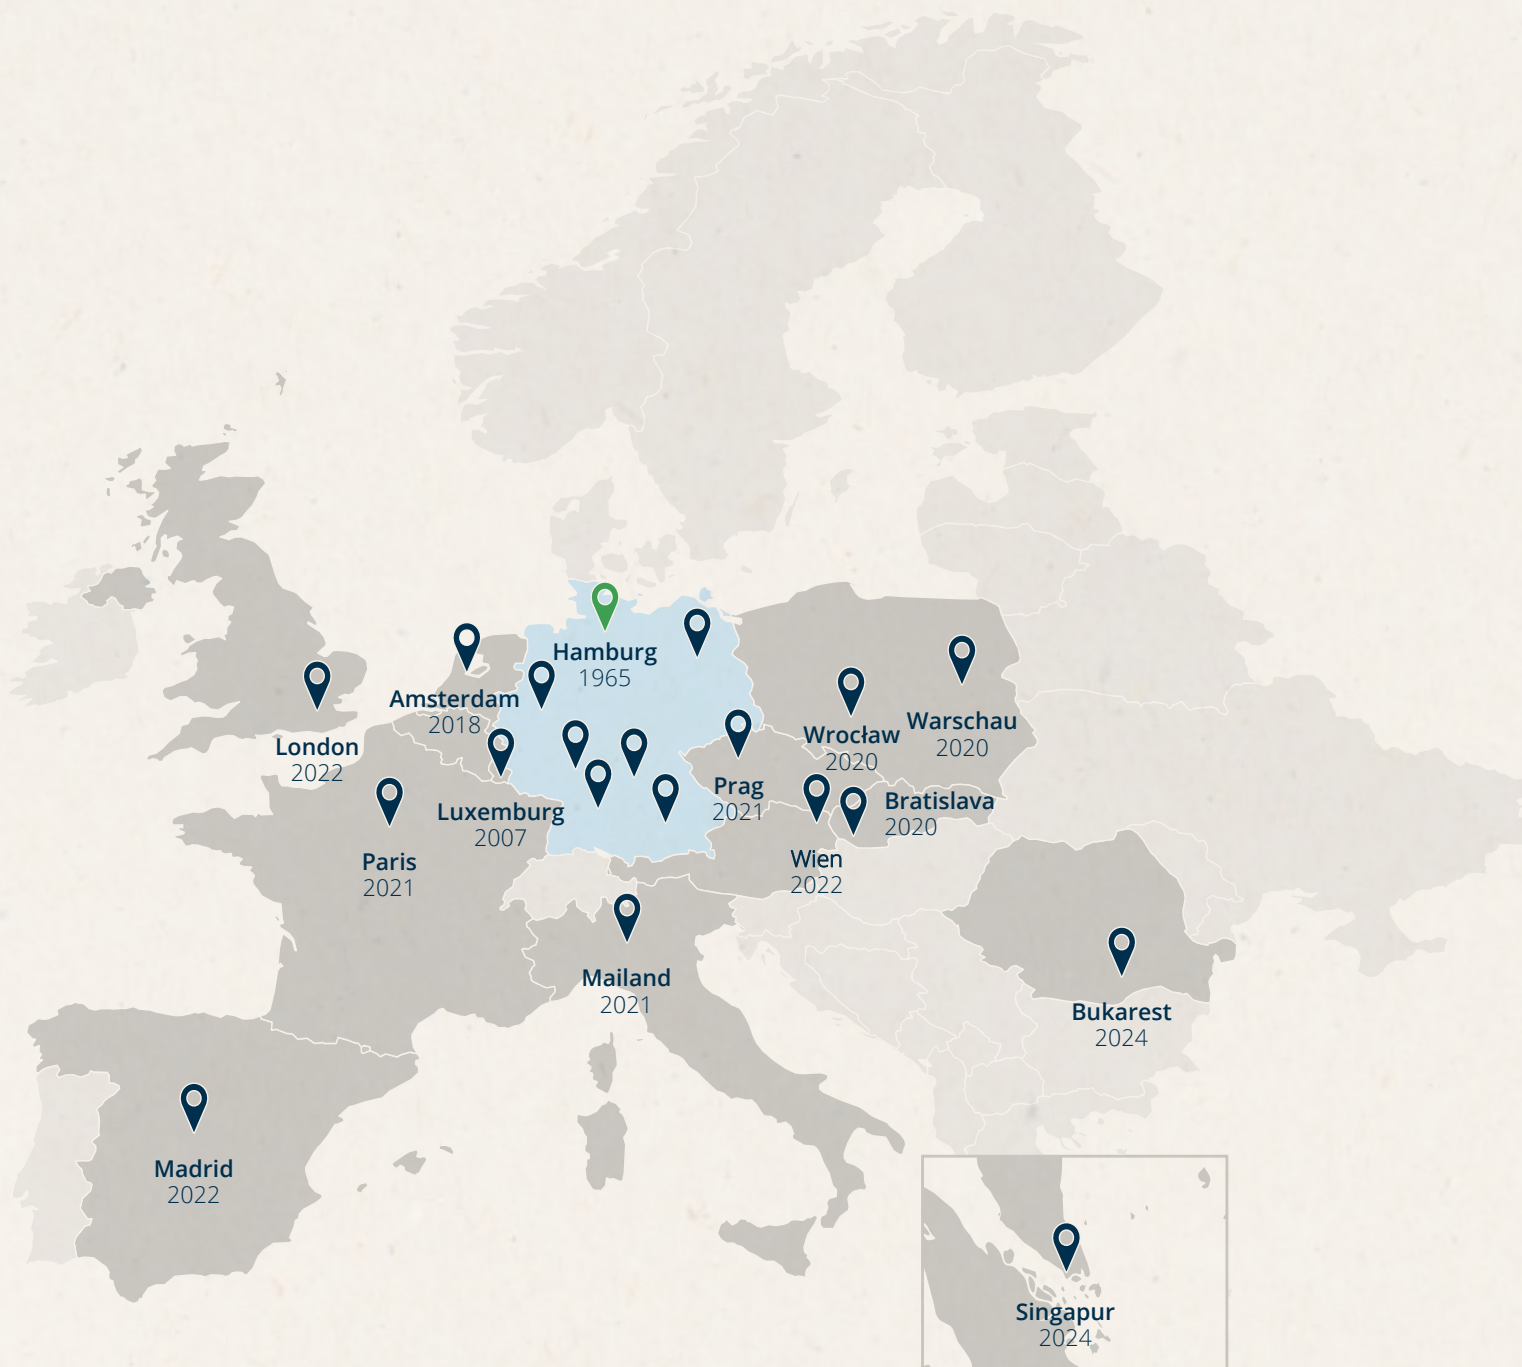 Hamburg
1965
Amsterdam
2018
London
2022
Wrocław
2020
Warschau
2020
Prag
2021
Luxemburg
2007
Bratislava
2020
Paris
2021
Wien
2022
Mailand
2021
Bukarest
2024
Madrid
2022
Singapur
2024